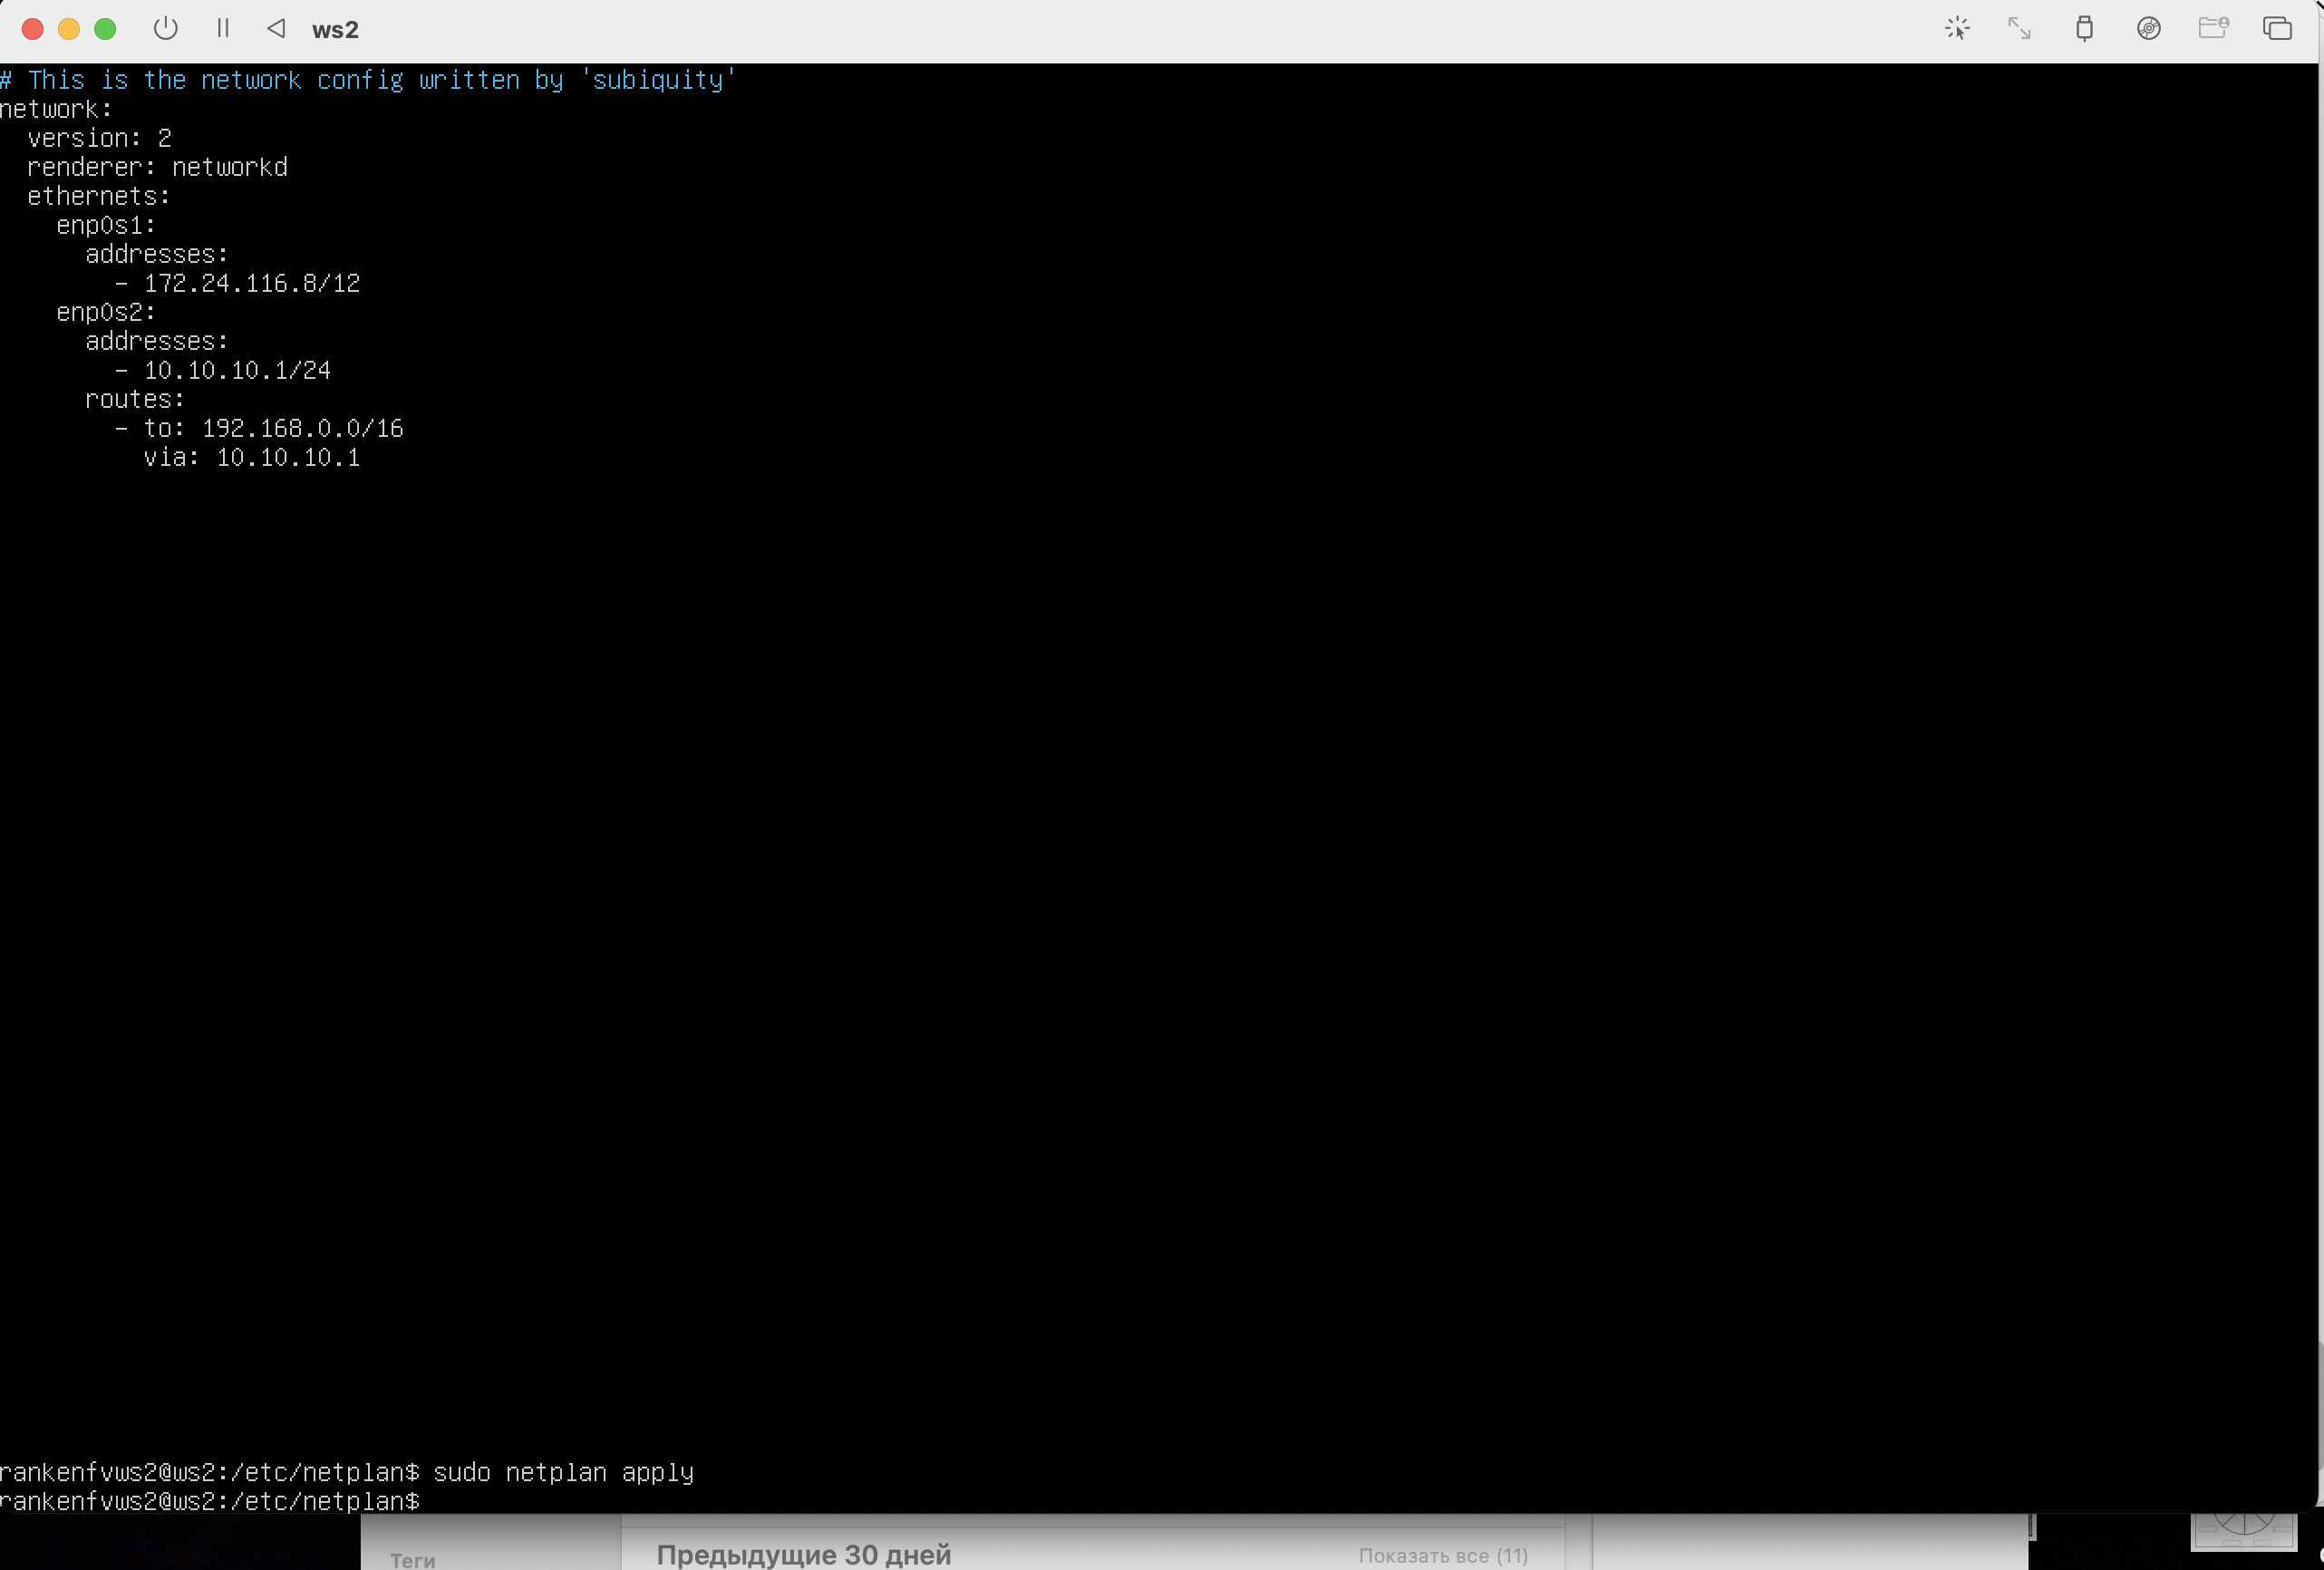 ws2
# This is the network config written by 'subiquity'
network:
  version: 2
  renderer: networkd
  ethernets:
    enp0s1:
      addresses:
        - 172.24.116.8/12
    enp0s2:
      addresses:
        - 10.10.10.1/24
      routes:
        - to: 192.168.0.0/16
          via: 10.10.10.1
rankenfvws2@ws2:/etc/netplan$ sudo netplan apply
rankenfvws2@ws2:/etc/netplan$
Теги
Предыдущие 30 дней
Показать все (11)